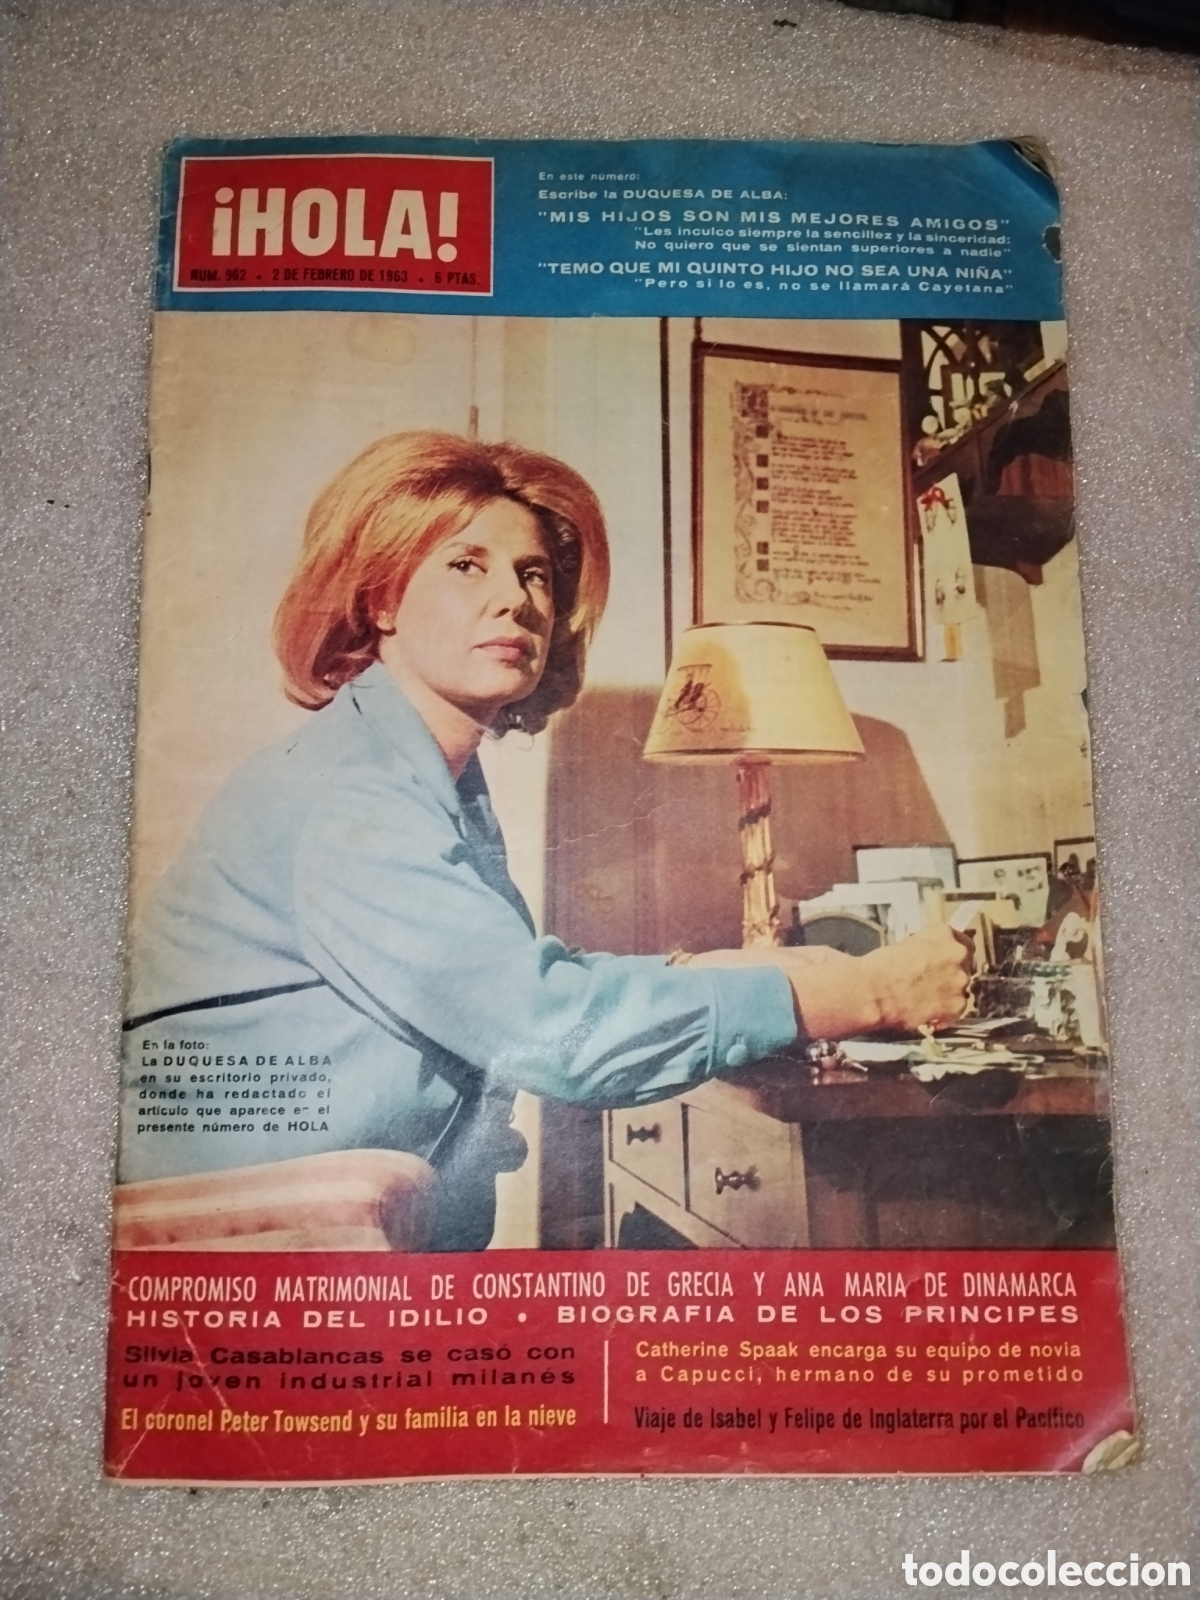 ¡HOLA!
NUM. 962 • 2 DE FEBRERO DE 1963 • 6 PTAS.
En este número:
Escribe la DUQUESA DE ALBA:
"MIS HIJOS SON MIS MEJORES AMIGOS"
"Les inculco siempre la sencillez y la sinceridad:
No quiero que se sientan superiores a nadie"
"TEMO QUE MI QUINTO HIJO NO SEA UNA NIÑA"
"Pero si lo es, no se llamará Cayetana"
En la foto:
La DUQUESA DE ALBA
en su escritorio privado,
donde ha redactado el
artículo que aparece en el
presente número de HOLA
COMPROMISO MATRIMONIAL DE CONSTANTINO DE GRECIA Y ANA MARIA DE DINAMARCA
HISTORIA DEL IDILIO • BIOGRAFIA DE LOS PRINCIPES
Silvia Casablancas se casó con
un joven industrial milanés
El coronel Peter Towsend y su familia en la nieve
Catherine Spaak encarga su equipo de novia
a Capucci, hermano de su prometido
Viaje de Isabel y Felipe de Inglaterra por el Pacífico
todocoleccion